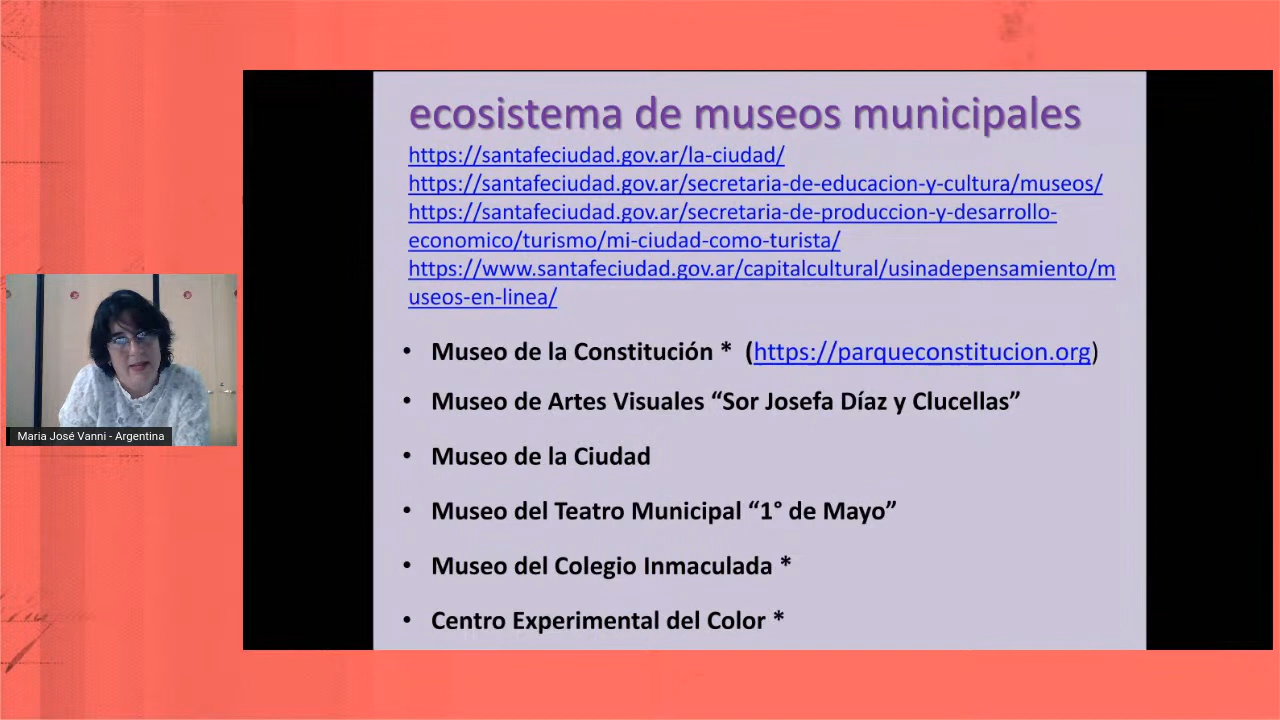 ecosistema de museos municipales
https://santafeciudad.gov.ar/la-ciudad/
https://santafeciudad.gov.ar/secretaria-de-educacion-y-cultura/museos/
https://santafeciudad.gov.ar/secretaria-de-produccion-y-desarrollo-
economico/turismo/mi-ciudad-como-turista/
https://www.santafeciudad.gov.ar/capitalcultural/usinadepensamiento/m
useos-en-linea/
• Museo de la Constitución * (https://parqueconstitucion.org)
• Museo de Artes Visuales “Sor Josefa Díaz y Clucellas”
• Museo de la Ciudad
• Museo del Teatro Municipal “1° de Mayo”
• Museo del Colegio Inmaculada *
• Centro Experimental del Color *
Maria José Vanni - Argentina